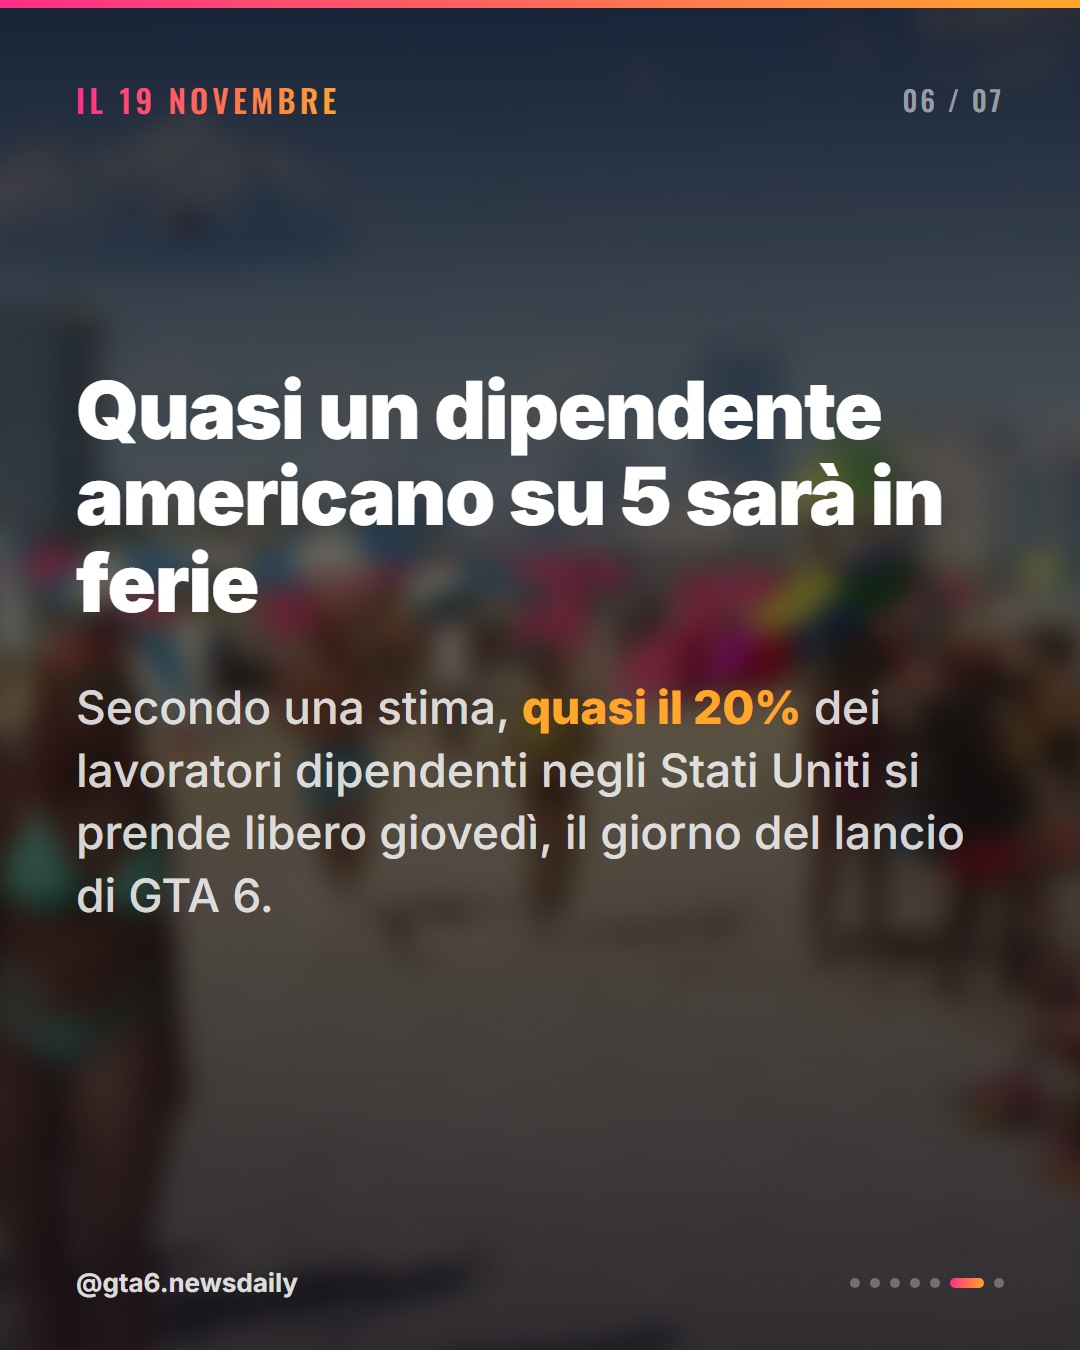 IL 19 NOVEMBRE
06 / 07
Quasi un dipendente
americano su 5 sarà in
ferie
Secondo una stima, quasi il 20% dei
lavoratori dipendenti negli Stati Uniti si
prende libero giovedì, il giorno del lancio
di GTA 6.
@gta6.newsdaily